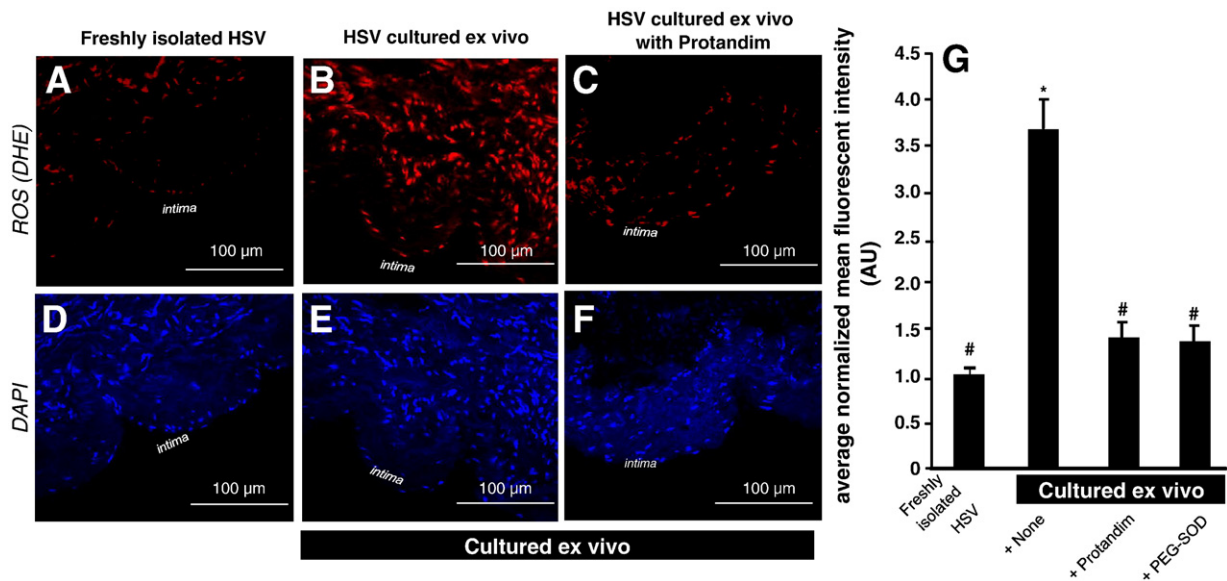 Freshly isolated HSV
HSV cultured ex vivo
HSV cultured ex vivo
with Protandim
ROS (DHE)
A
intima
100 µm
B
intima
100 µm
C
intima
100 µm
DAPI
D
intima
100 µm
E
intima
100 µm
F
intima
100 µm
Cultured ex vivo
G
average normalized mean fluorescent intensity
(AU)
4.5
4.0
3.5
3.0
2.5
2.0
1.5
1.0
0.5
0
#
*
#
#
Freshly
isolated
HSV
Cultured ex vivo
+ None
+ Protandim
+ PEG-SOD